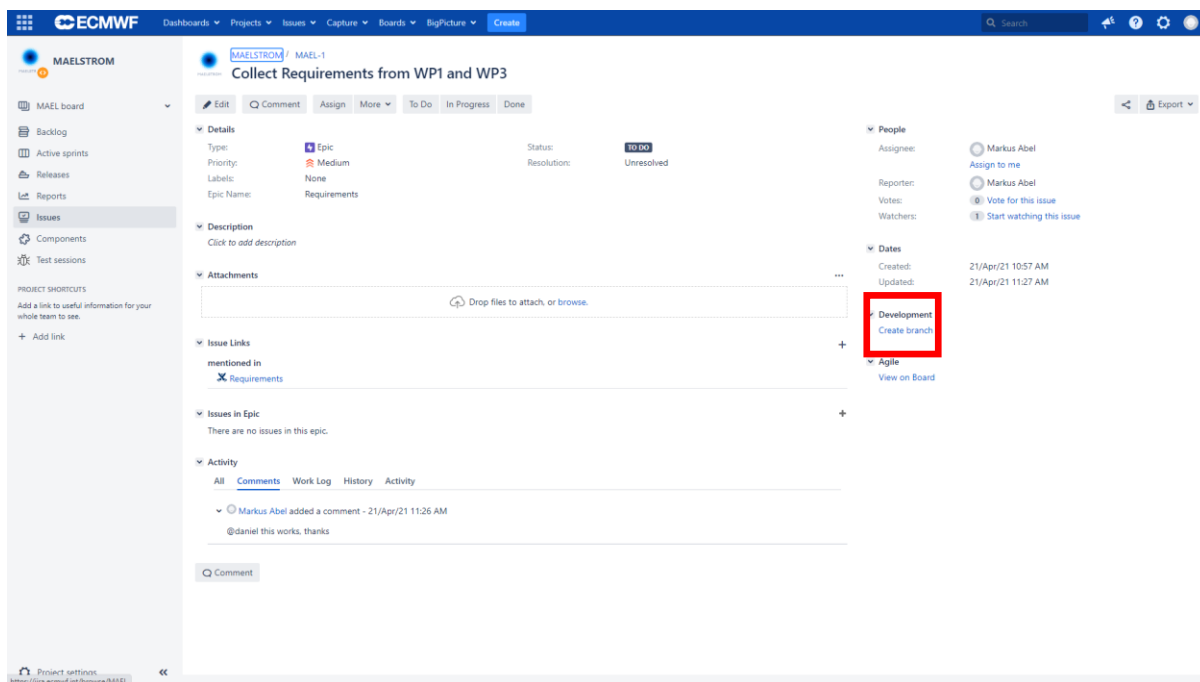 ECMWF
Dashboards Projects Issues Capture Boards BigPicture Create
Search
MAELSTROM
MAEL board
Backlog
Active sprints
Releases
Reports
Issues
Components
Test sessions
PROJECT SHORTCUTS
Add a link to useful information for your
whole team to see.
+ Add link
Project settings
MAELSTROM / MAEL-1
Collect Requirements from WP1 and WP3
Edit Comment Assign More To Do In Progress Done
Export
Details
Type: Epic
Status: TO DO
Priority: Medium
Resolution: Unresolved
Labels: None
Epic Name: Requirements
Description
Click to add description
Attachments
Drop files to attach, or browse.
Issue Links
mentioned in
Requirements
Issues in Epic
There are no issues in this epic.
Activity
All Comments Work Log History Activity
Markus Abel added a comment - 21/Apr/21 11:26 AM
@daniel this works, thanks
Comment
People
Assignee: Markus Abel
Assign to me
Reporter: Markus Abel
Votes: 0 Vote for this issue
Watchers: 1 Start watching this issue
Dates
Created: 21/Apr/21 10:57 AM
Updated: 21/Apr/21 11:27 AM
Development
Create branch
Agile
View on Board